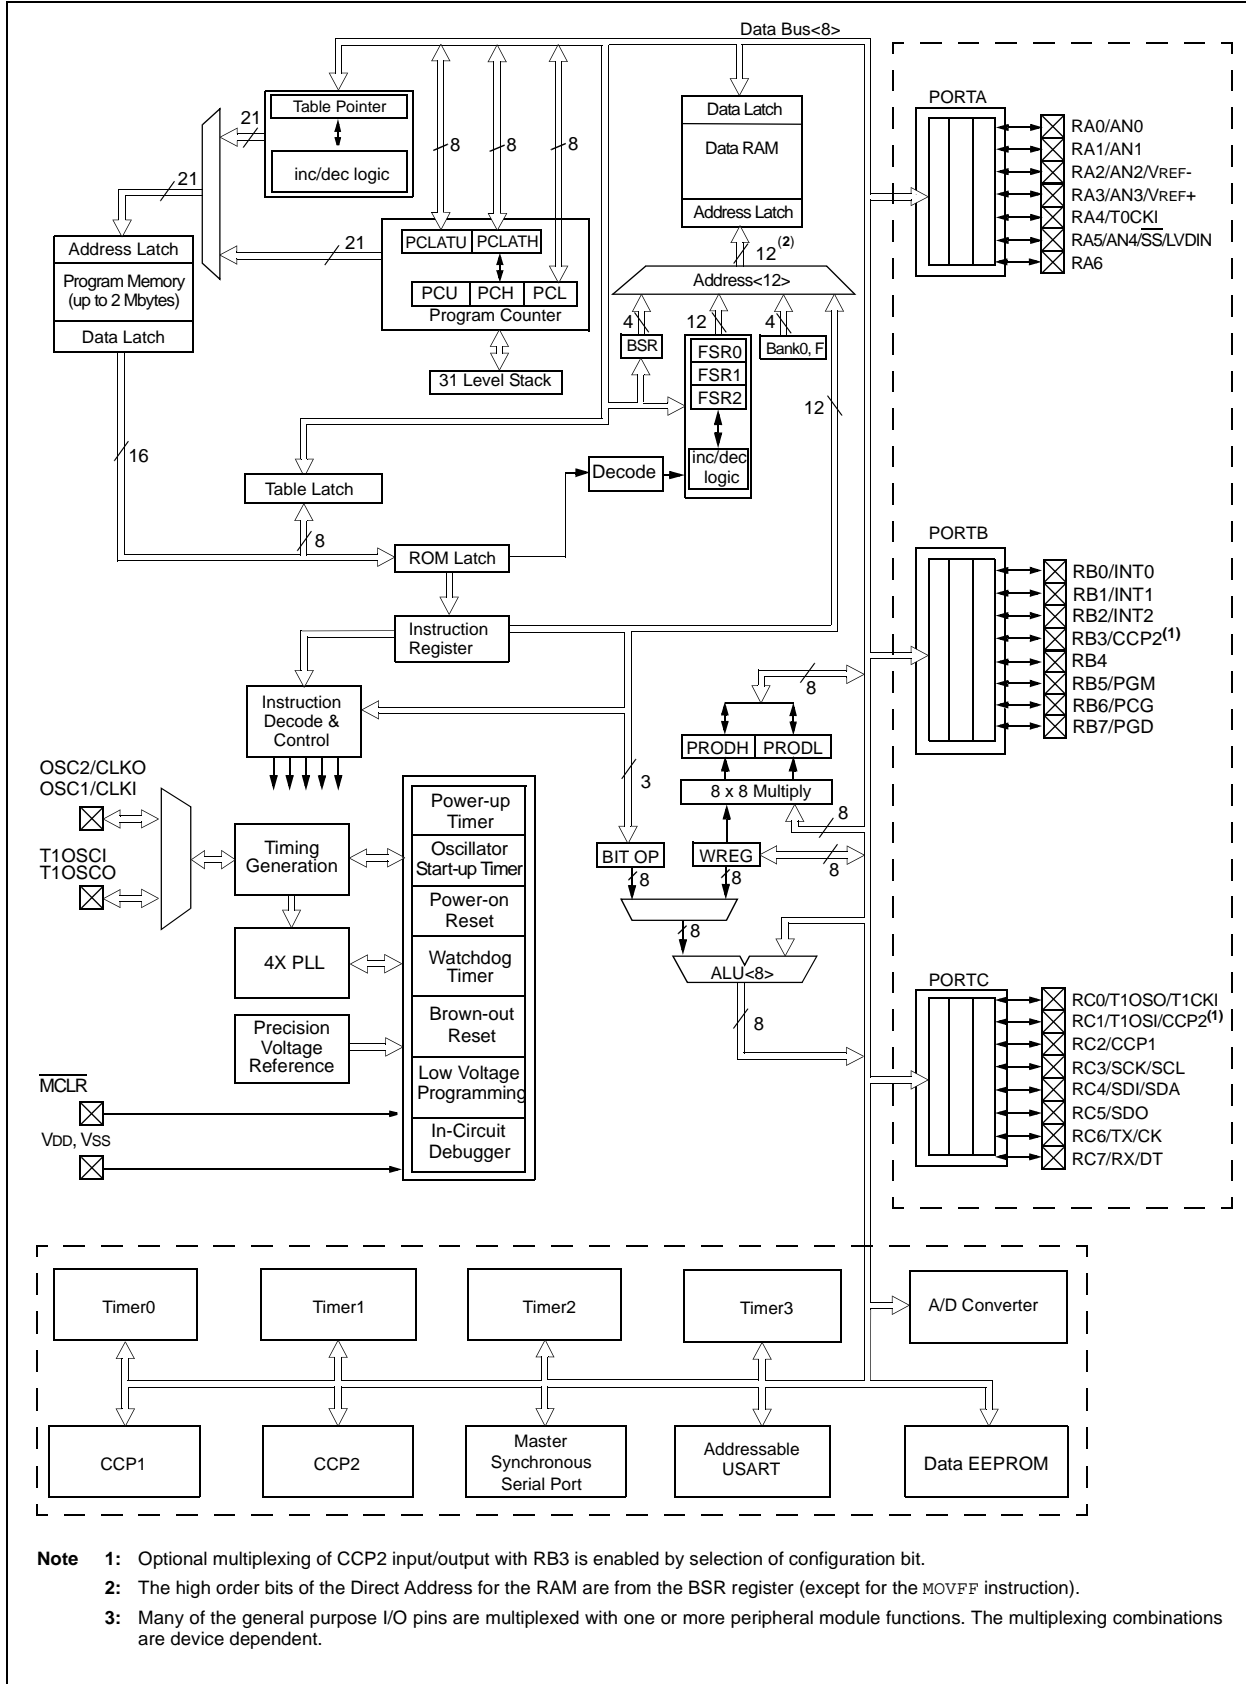 Data Bus<8>
PORTA
Table Pointer
Data Latch
21
8
8
8
Data RAM
inc/dec logic
21
Address Latch
21
PCLATU PCLATH
12(2)
Address Latch
Program Memory
(up to 2 Mbytes)
Data Latch
PCU PCH PCL
Program Counter
Address<12>
4
12
4
BSR
FSR0
FSR1
FSR2
Bank0, F
31 Level Stack
12
16
Decode
inc/dec
logic
Table Latch
8
ROM Latch
Instruction
Register
RA0/AN0
RA1/AN1
RA2/AN2/VREF-
RA3/AN3/VREF+
RA4/T0CKI
RA5/AN4/SS/LVDIN
RA6
PORTB
RB0/INT0
RB1/INT1
RB2/INT2
RB3/CCP2(1)
RB4
RB5/PGM
RB6/PCG
RB7/PGD
8
Instruction
Decode &
Control
PRODH PRODL
3
8 x 8 Multiply
8
BIT OP
WREG
8
8
8
8
ALU<8>
8
OSC2/CLKO
OSC1/CLKI
T1OSCI
T1OSCO
Timing
Generation
4X PLL
Precision
Voltage
Reference
MCLR
VDD, VSS
Power-up
Timer
Oscillator
Start-up Timer
Power-on
Reset
Watchdog
Timer
Brown-out
Reset
Low Voltage
Programming
In-Circuit
Debugger
PORTC
RC0/T1OSO/T1CKI
RC1/T1OSI/CCP2(1)
RC2/CCP1
RC3/SCK/SCL
RC4/SDI/SDA
RC5/SDO
RC6/TX/CK
RC7/RX/DT
Timer0
Timer1
Timer2
Timer3
A/D Converter
CCP1
CCP2
Master
Synchronous
Serial Port
Addressable
USART
Data EEPROM
Note 1: Optional multiplexing of CCP2 input/output with RB3 is enabled by selection of configuration bit.
2: The high order bits of the Direct Address for the RAM are from the BSR register (except for the MOVFF instruction).
3: Many of the general purpose I/O pins are multiplexed with one or more peripheral module functions. The multiplexing combinations
are device dependent.